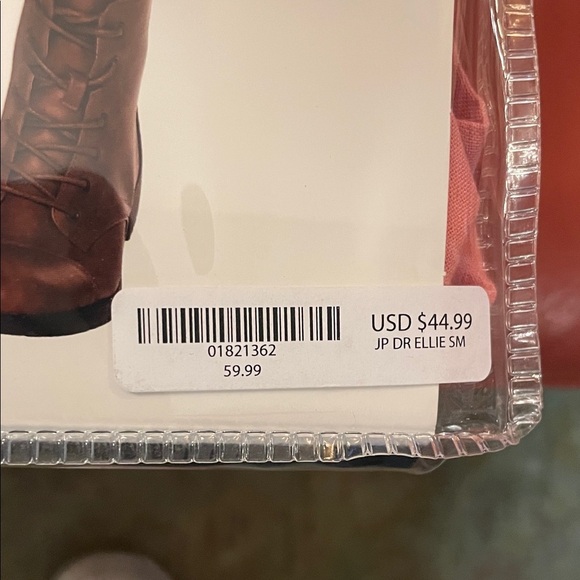 01821362
59.99
USD $44.99
JP DR ELLIE SM